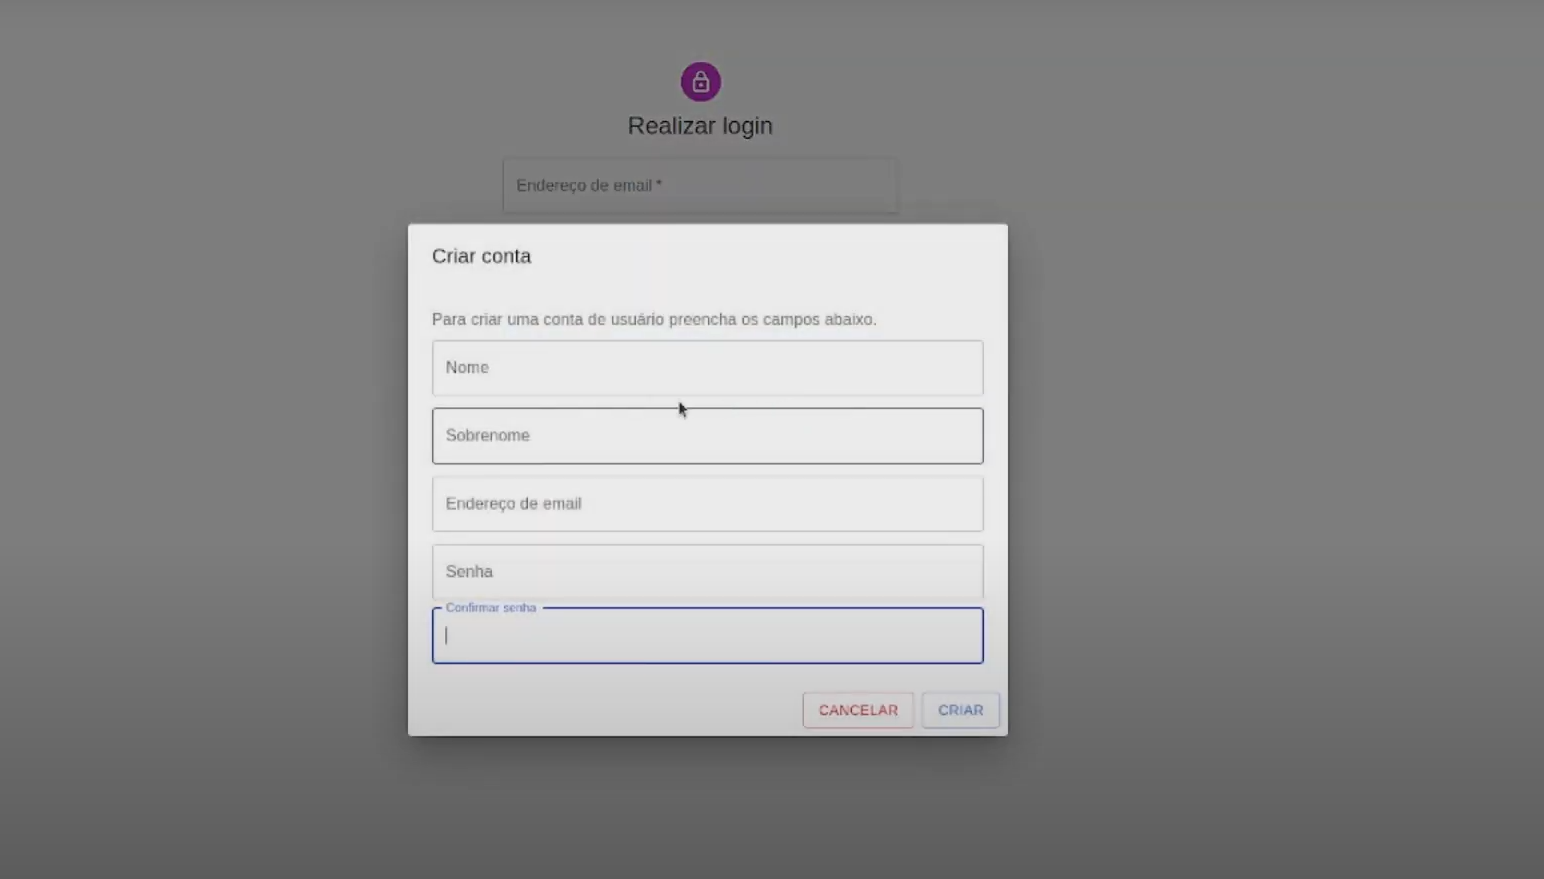 Realizar login
Endereço de email *
Criar conta
Para criar uma conta de usuário preencha os campos abaixo.
Nome
Sobrenome
Endereço de email
Senha
Confirmar senha
CANCELAR
CRIAR